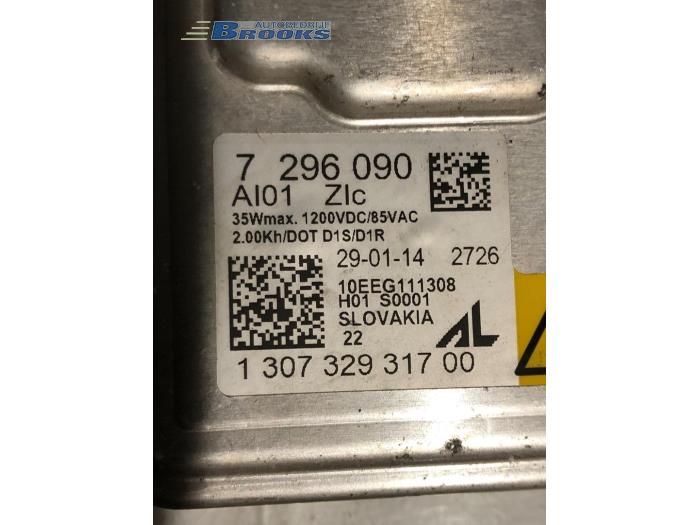 AUTOBEDRIJF
BROOKS
7 296 090
AI01 ZIc
35Wmax. 1200VDC/85VAC
2.00Kh/DOT D1S/D1R
29-01-14 2726
10EEG111308
H01 S0001
SLOVAKIA
22
AL
1 307 329 317 00